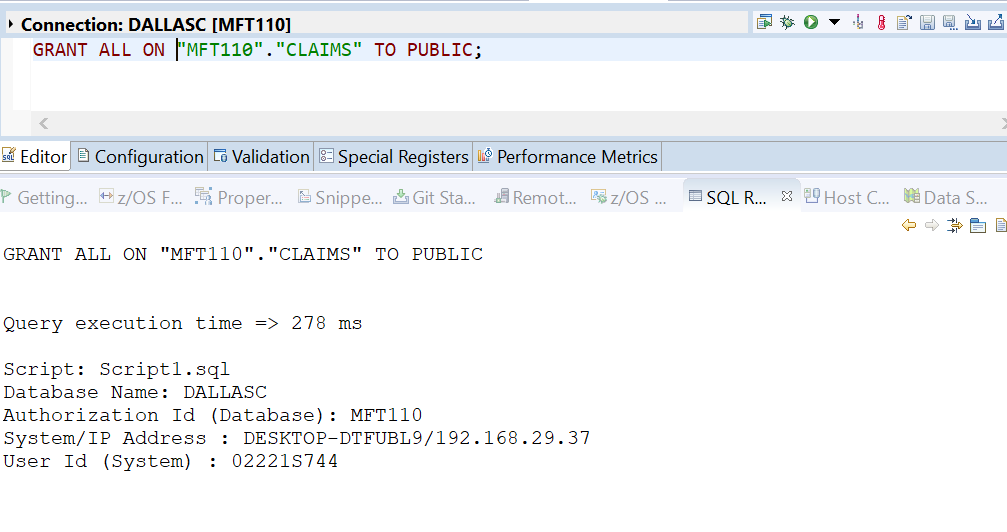 Connection: DALLASC [MFT110]
GRANT ALL ON "MFT110"."CLAIMS" TO PUBLIC;
Editor Configuration Validation Special Registers Performance Metrics
Getting... z/OS F... Proper... Snippe... Git Sta... Remot... z/OS ... SQL R... Host C... Data S...
GRANT ALL ON "MFT110"."CLAIMS" TO PUBLIC
Query execution time => 278 ms
Script: Script1.sql
Database Name: DALLASC
Authorization Id (Database): MFT110
System/IP Address : DESKTOP-DTFUBL9/192.168.29.37
User Id (System) : 02221S744